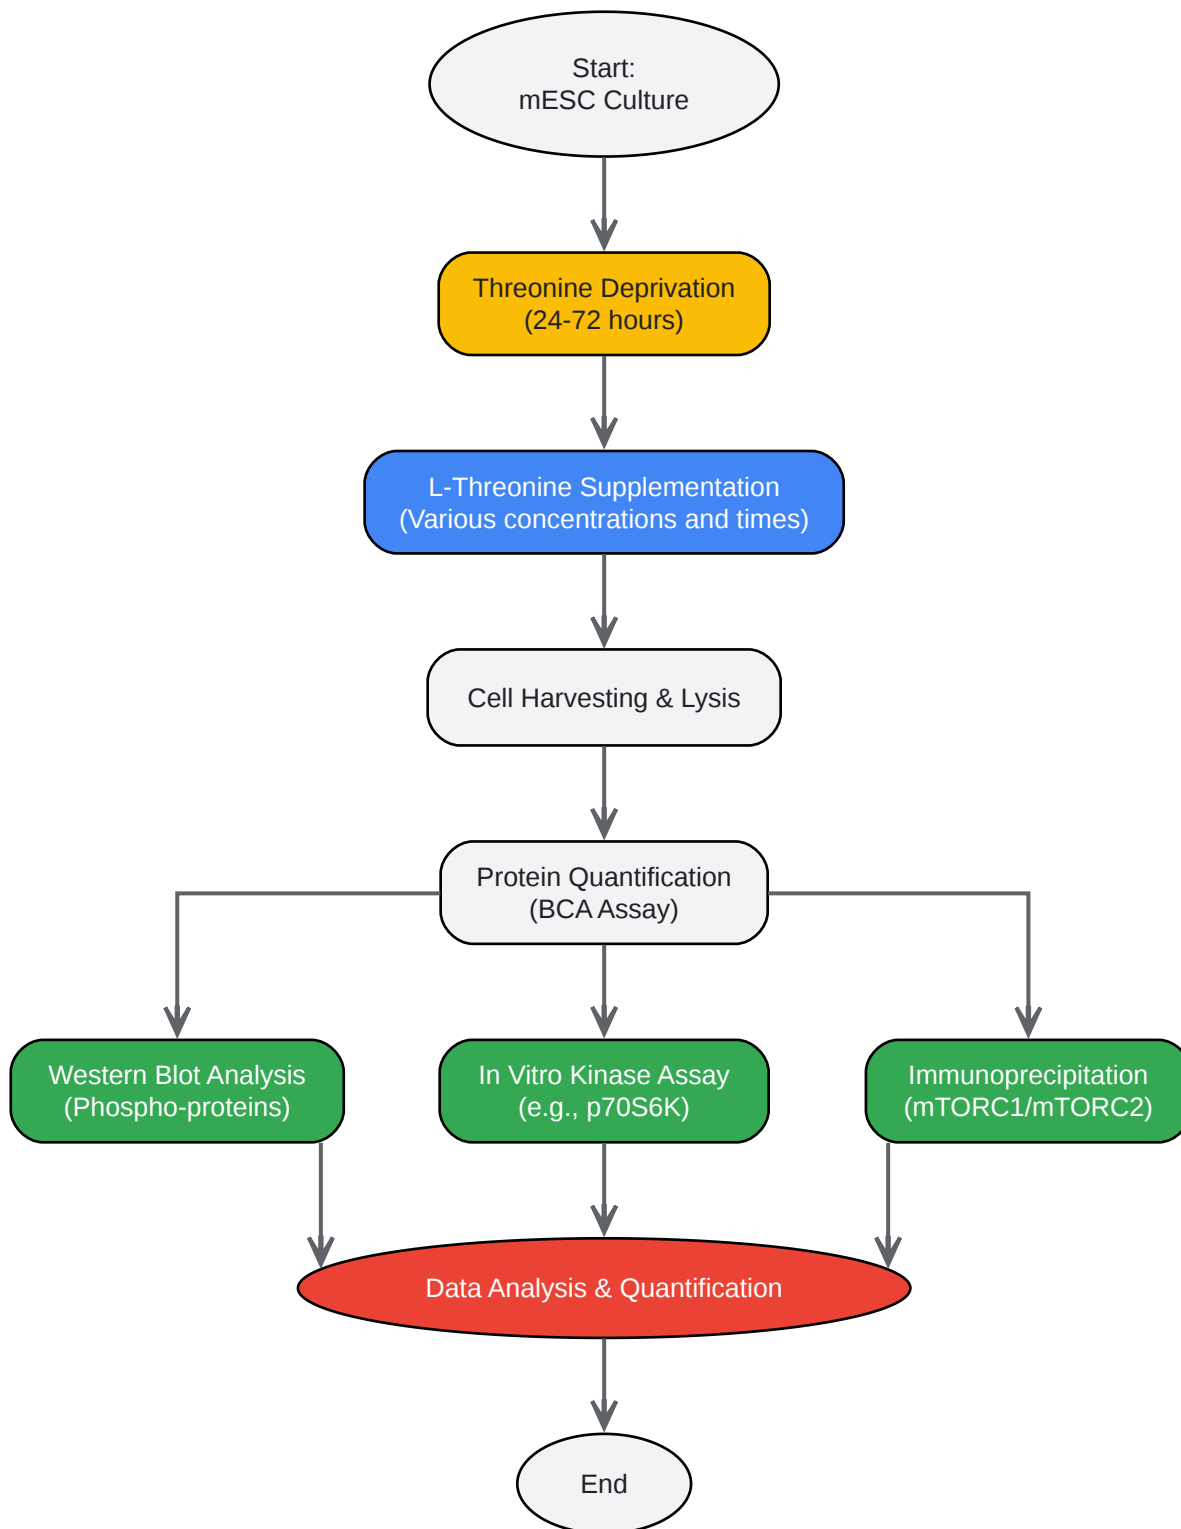 Start:
mESC Culture
Threonine Deprivation
(24-72 hours)
L-Threonine Supplementation
(Various concentrations and times)
Cell Harvesting & Lysis
Protein Quantification
(BCA Assay)
Western Blot Analysis
(Phospho-proteins)
In Vitro Kinase Assay
(e.g., p70S6K)
Immunoprecipitation
(mTORC1/mTORC2)
Data Analysis & Quantification
End